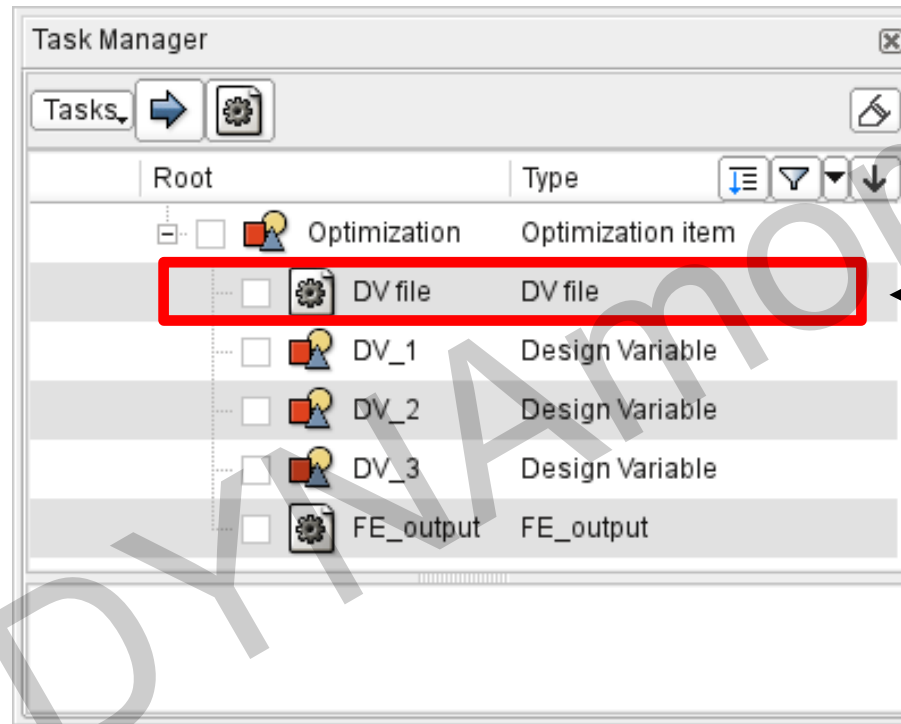 Task Manager
Tasks
Root Type
Optimization Optimization item
DV file DV file
DV_1 Design Variable
DV_2 Design Variable
DV_3 Design Variable
FE_output FE_output
DYNAmor